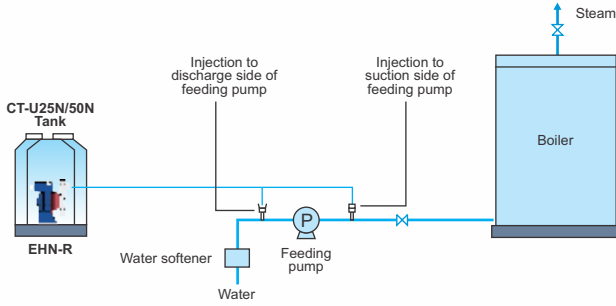 Steam
Injection to
discharge side of
feeding pump
Injection to
suction side of
feeding pump
CT-U25N/50N
Tank
Boiler
P
EHN-R
Water softener
Feeding
pump
Water